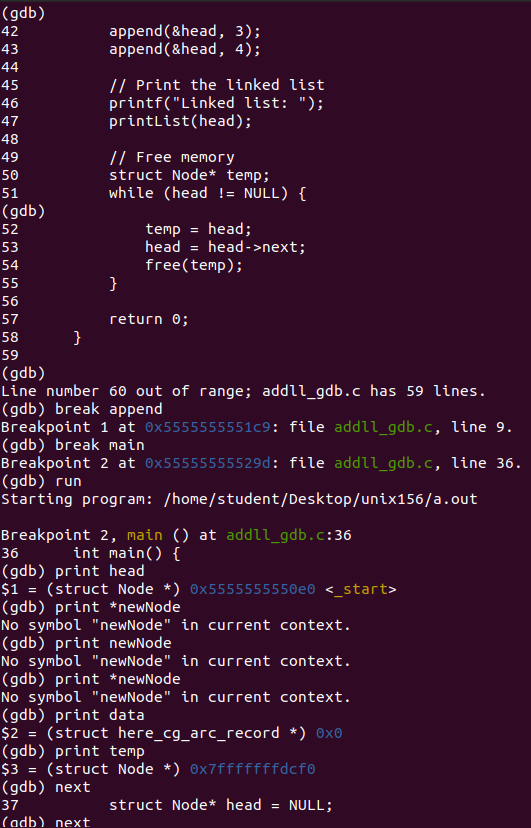 (gdb)
42          append(&head, 3);
43          append(&head, 4);
44
45          // Print the linked list
46          printf("Linked list: ");
47          printList(head);
48
49          // Free memory
50          struct Node* temp;
51          while (head != NULL) {
(gdb)
52              temp = head;
53              head = head->next;
54              free(temp);
55          }
56
57          return 0;
58      }
59
(gdb)
Line number 60 out of range; addll_gdb.c has 59 lines.
(gdb) break append
Breakpoint 1 at 0x5555555551c9: file addll_gdb.c, line 9.
(gdb) break main
Breakpoint 2 at 0x55555555529d: file addll_gdb.c, line 36.
(gdb) run
Starting program: /home/student/Desktop/unix156/a.out

Breakpoint 2, main () at addll_gdb.c:36
36      int main() {
(gdb) print head
$1 = (struct Node *) 0x5555555550e0 <_start>
(gdb) print *newNode
No symbol "newNode" in current context.
(gdb) print newNode
No symbol "newNode" in current context.
(gdb) print *newNode
No symbol "newNode" in current context.
(gdb) print data
$2 = (struct here_cg_arc_record *) 0x0
(gdb) print temp
$3 = (struct Node *) 0x7fffffffdcf0
(gdb) next
37          struct Node* head = NULL;
(gdb) next